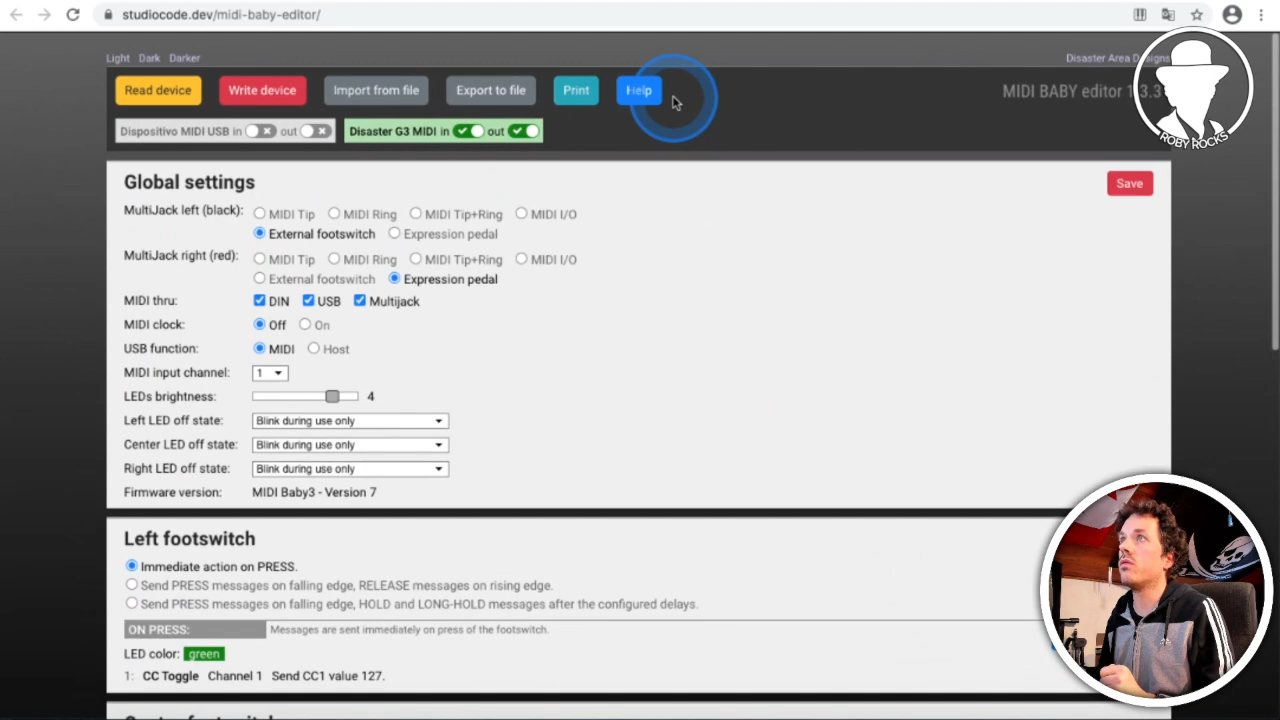 studiocode.dev/midi-baby-editor/
Light Dark Darker
Disaster Area Designs
Read device Write device Import from file Export to file Print Help
MIDI BABY editor
Dispositivo MIDI USB in out Disaster G3 MIDI in out
ROBY ROCKS
Global settings
Save
MultiJack left (black): MIDI Tip MIDI Ring MIDI Tip+Ring MIDI I/O
External footswitch Expression pedal
MultiJack right (red): MIDI Tip MIDI Ring MIDI Tip+Ring MIDI I/O
External footswitch Expression pedal
MIDI thru: DIN USB Multijack
MIDI clock: Off On
USB function: MIDI Host
MIDI input channel: 1
LEDs brightness: 4
Left LED off state: Blink during use only
Center LED off state: Blink during use only
Right LED off state: Blink during use only
Firmware version: MIDI Baby3 - Version 7
Left footswitch
Immediate action on PRESS.
Send PRESS messages on falling edge, RELEASE messages on rising edge.
Send PRESS messages on falling edge, HOLD and LONG-HOLD messages after the configured delays.
ON PRESS: Messages are sent immediately on press of the footswitch.
LED color: green
1: CC Toggle Channel 1 Send CC1 value 127.